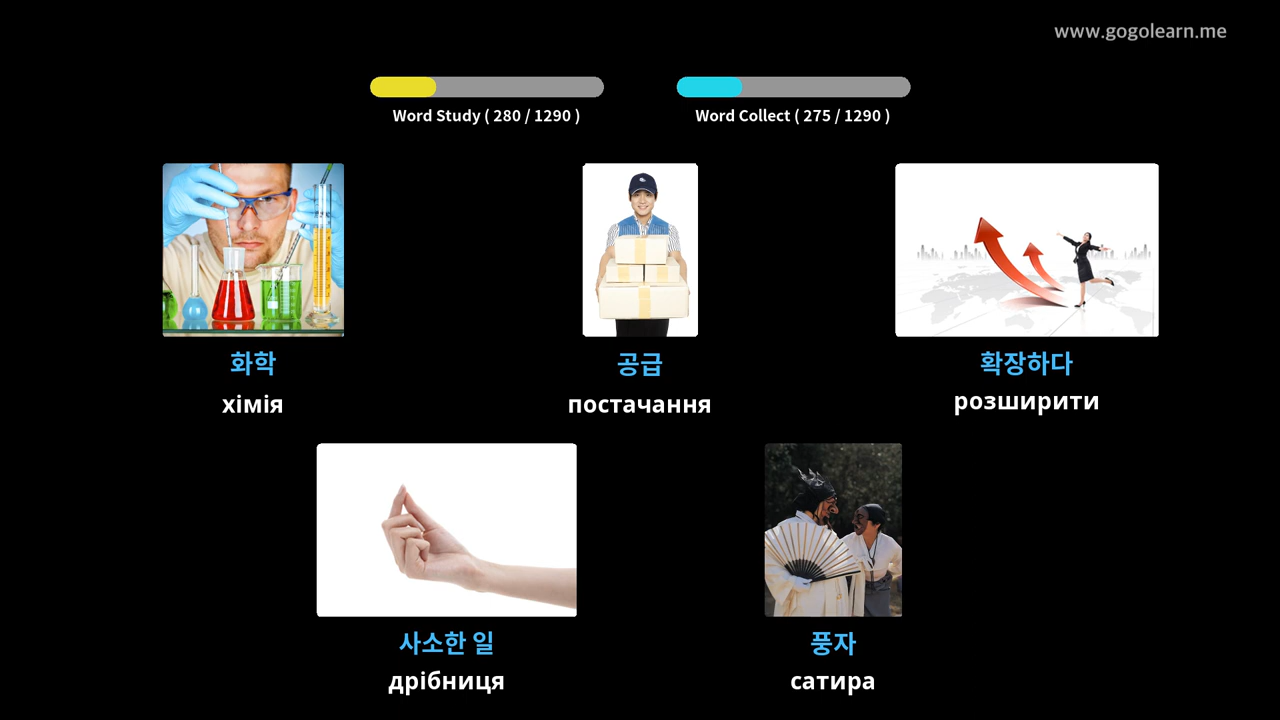 www.gogolearn.me
Word Study ( 280 / 1290 )
Word Collect ( 275 / 1290 )
화학
공급
확장하다
хімія
постачання
розширити
사소한 일
풍자
дрібниця
сатира